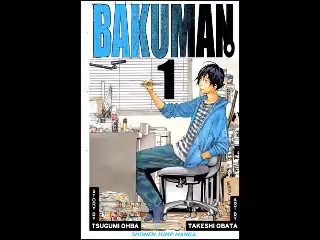 BAKUMAN.
1
STORY BY
TSUGUMI OHBA
ART BY
TAKESHI OBATA
SHONEN JUMP MANGA